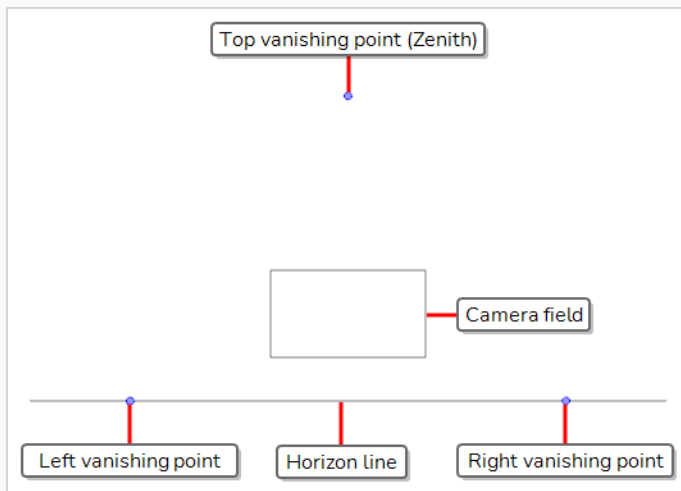 Top vanishing point (Zenith)
Camera field
Left vanishing point
Horizon line
Right vanishing point